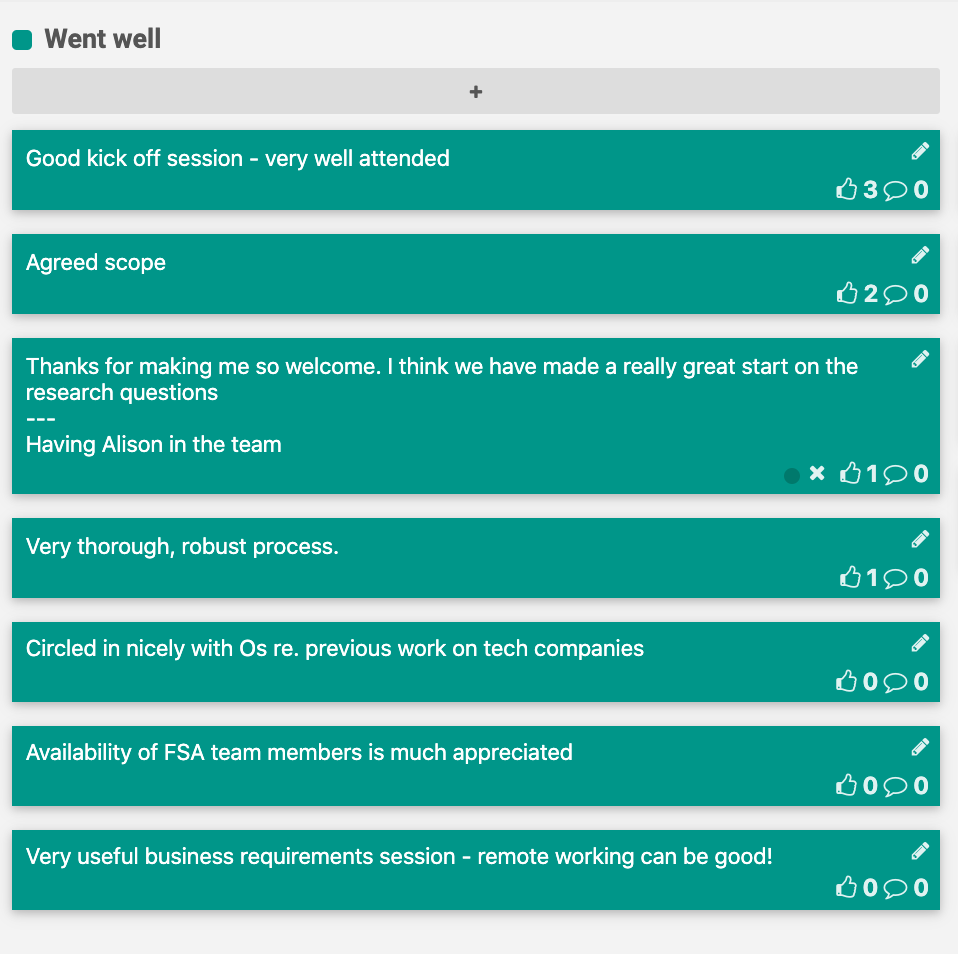 Went well
+
Good kick off session - very well attended
3 0
Agreed scope
2 0
Thanks for making me so welcome. I think we have made a really great start on the
research questions
---
Having Alison in the team
1 0
Very thorough, robust process.
1 0
Circled in nicely with Os re. previous work on tech companies
0 0
Availability of FSA team members is much appreciated
0 0
Very useful business requirements session - remote working can be good!
0 0